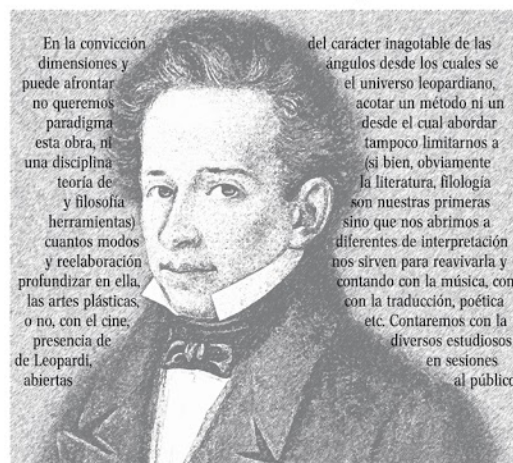 En la convicción del carácter inagotable de las
dimensiones y ángulos desde los cuales se
puede afrontar el universo leopardiano,
no queremos acotar un método ni un
paradigma desde el cual abordar
esta obra, ni tampoco limitarnos a
una disciplina (si bien, obviamente
teoría de la literatura, filología
y filosofía son nuestras primeras
herramientas) sino que nos abrimos a
cuantos modos diferentes de interpretación
y reelaboración nos sirven para reavivarla y
profundizar en ella, contando con la música, con
las artes plásticas, con la traducción, poética
o no, con el cine, etc. Contaremos con la
presencia de diversos estudiosos
de Leopardi, en sesiones
abiertas al público